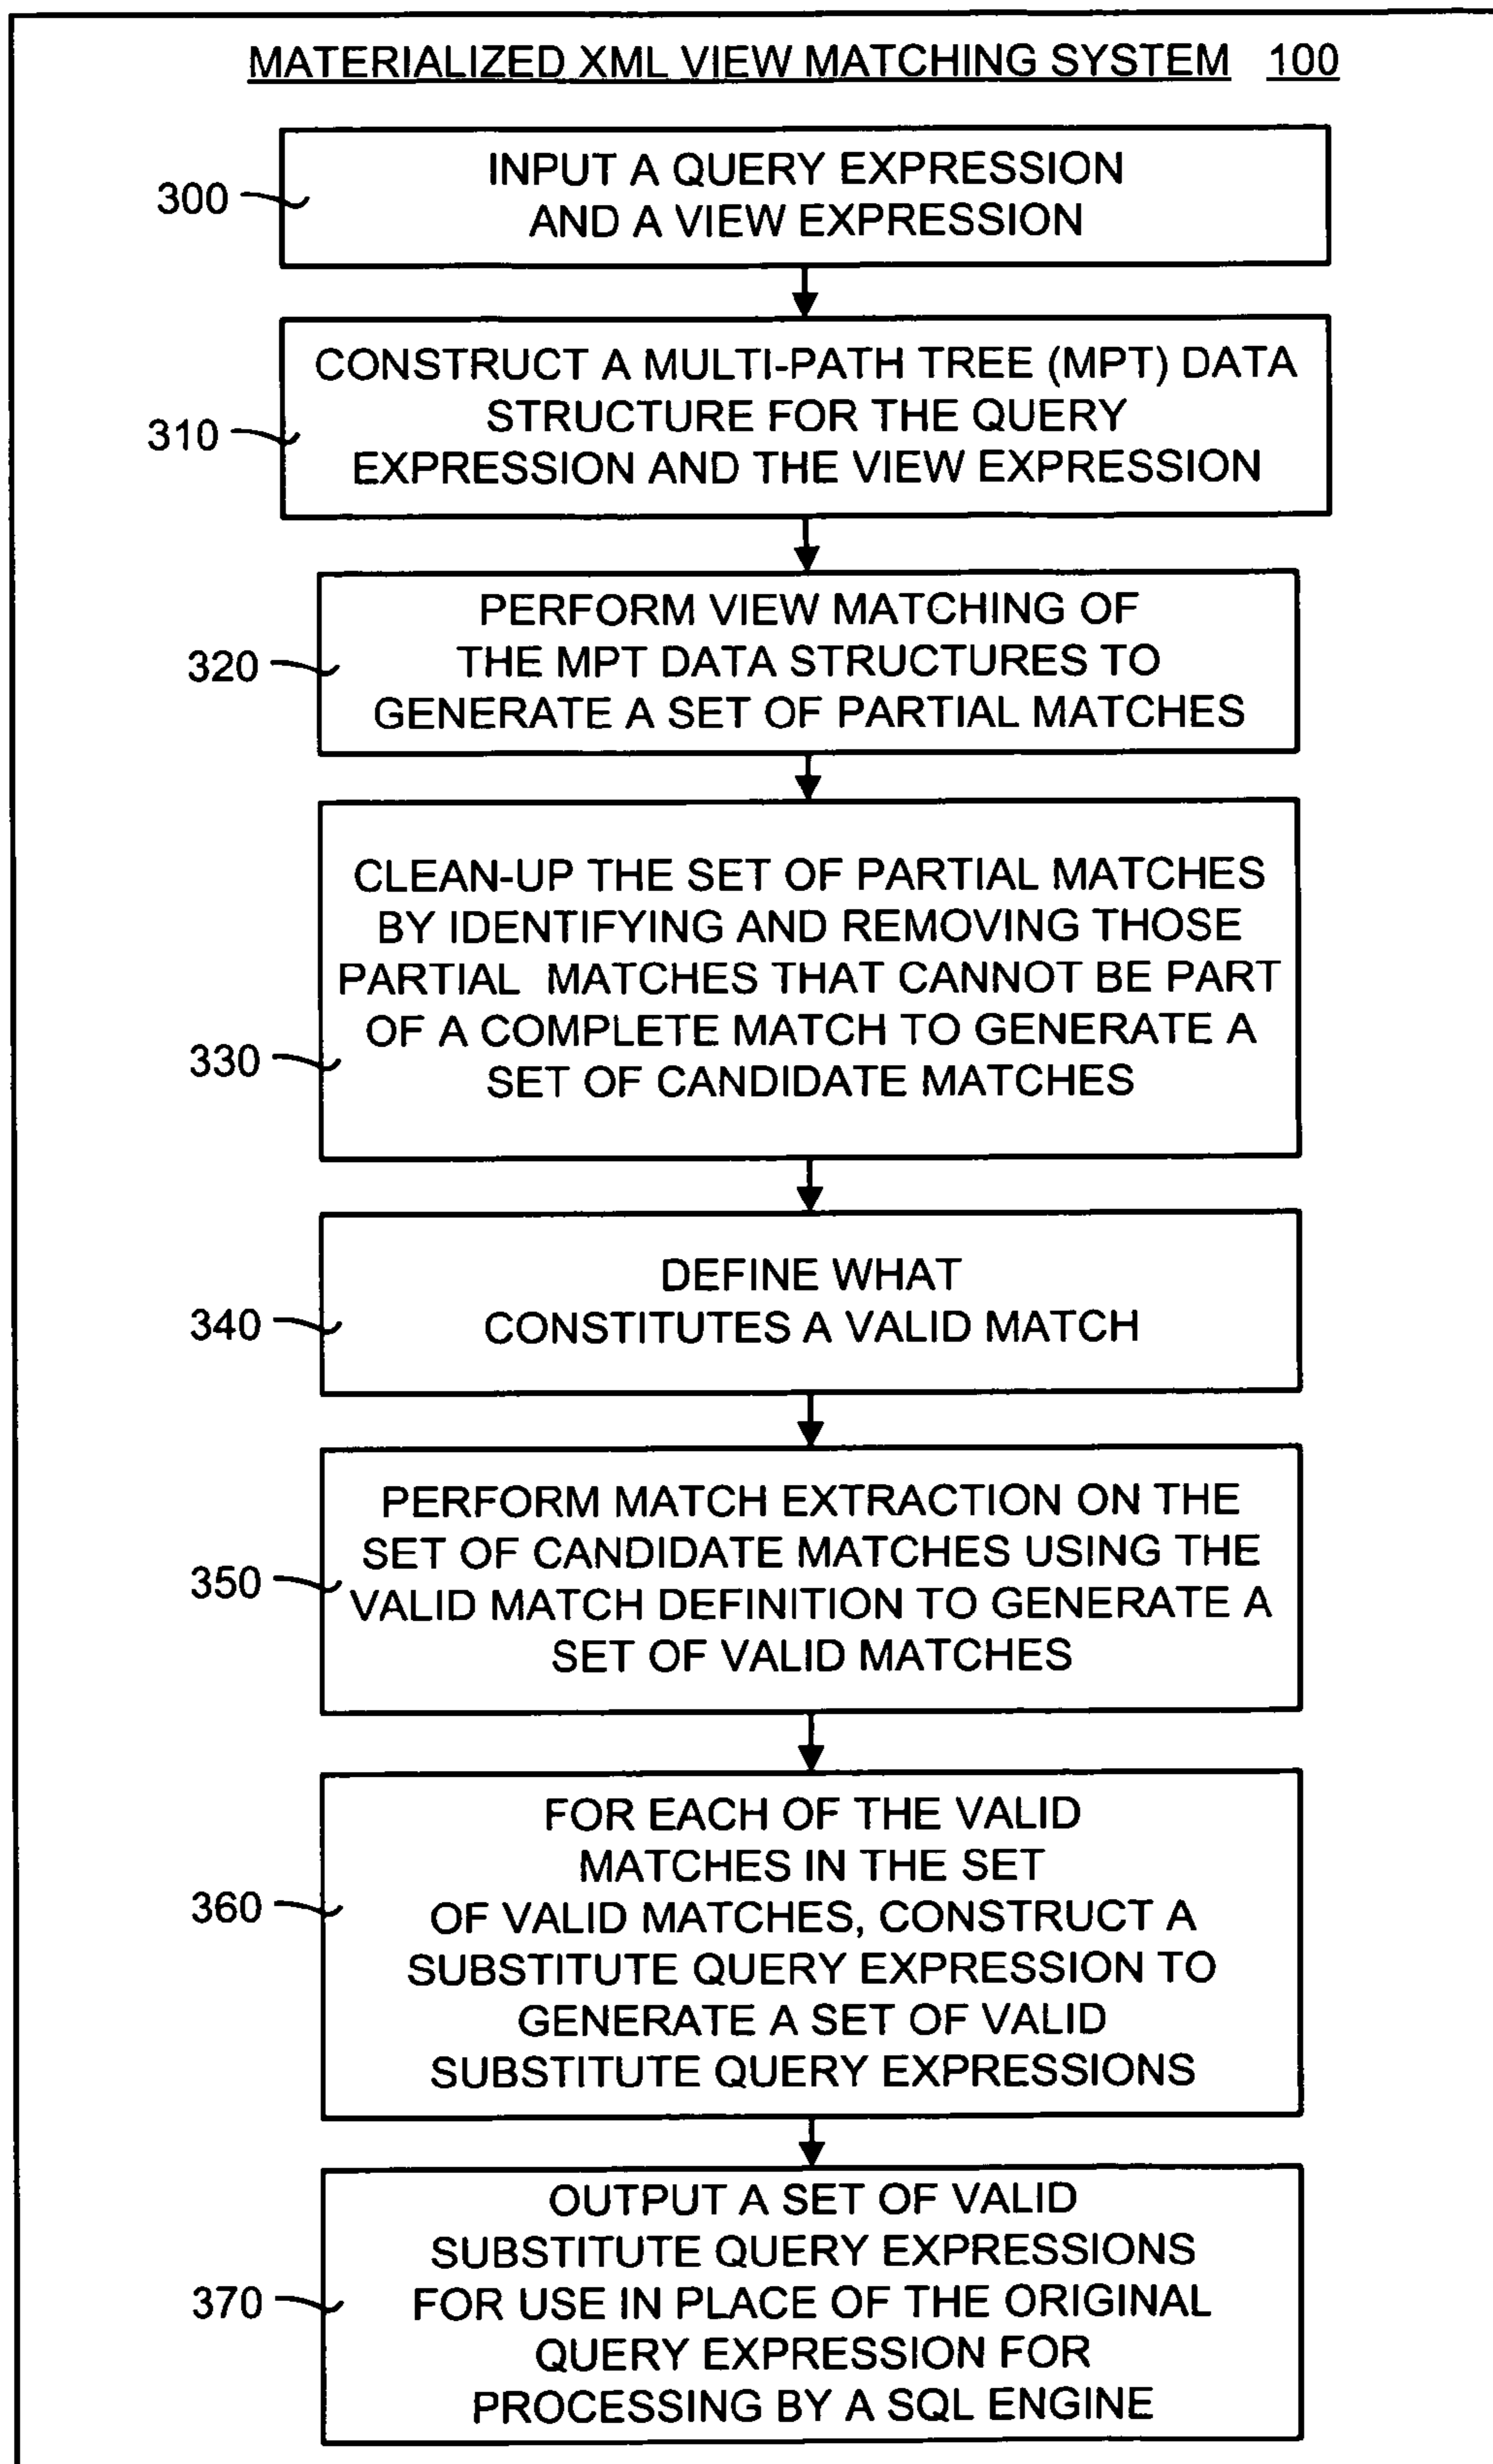 MATERIALIZED XML VIEW MATCHING SYSTEM 100
INPUT A QUERY EXPRESSION
AND A VIEW EXPRESSION
300
CONSTRUCT A MULTI-PATH TREE (MPT) DATA
STRUCTURE FOR THE QUERY
EXPRESSION AND THE VIEW EXPRESSION
310
PERFORM VIEW MATCHING OF
THE MPT DATA STRUCTURES TO
GENERATE A SET OF PARTIAL MATCHES
320
CLEAN-UP THE SET OF PARTIAL MATCHES
BY IDENTIFYING AND REMOVING THOSE
PARTIAL MATCHES THAT CANNOT BE PART
OF A COMPLETE MATCH TO GENERATE A
SET OF CANDIDATE MATCHES
330
DEFINE WHAT
CONSTITUTES A VALID MATCH
340
PERFORM MATCH EXTRACTION ON THE
SET OF CANDIDATE MATCHES USING THE
VALID MATCH DEFINITION TO GENERATE A
SET OF VALID MATCHES
350
FOR EACH OF THE VALID
MATCHES IN THE SET
OF VALID MATCHES, CONSTRUCT A
SUBSTITUTE QUERY EXPRESSION TO
GENERATE A SET OF VALID
SUBSTITUTE QUERY EXPRESSIONS
360
OUTPUT A SET OF VALID
SUBSTITUTE QUERY EXPRESSIONS
FOR USE IN PLACE OF THE ORIGINAL
QUERY EXPRESSION FOR
PROCESSING BY A SQL ENGINE
370